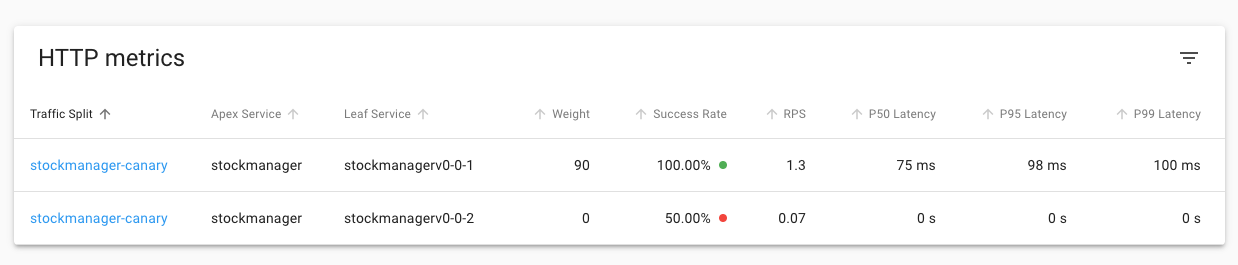 HTTP metrics
Traffic Split Apex Service Leaf Service Weight Success Rate RPS P50 Latency P95 Latency P99 Latency
stockmanager-canary stockmanager stockmanagerv0-0-1 90 100.00% 1.3 75 ms 98 ms 100 ms
stockmanager-canary stockmanager stockmanagerv0-0-2 0 50.00% 0.07 0 s 0 s 0 s